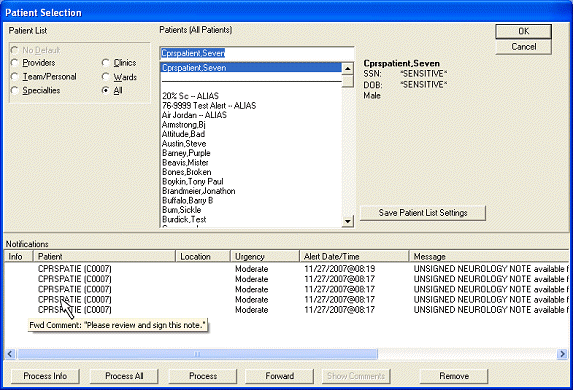 Patient Selection
Patient List
No Default
Providers
Team/Personal
Specialties
Clinics
Wards
All
Patients (All Patients)
Cprspatient,Seven
Cprspatient,Seven
20% Sc -- ALIAS
76-9999 Test Alert -- ALIAS
Air Jordan -- ALIAS
Armstrong,Bj
Attitude,Bad
Austin,Steve
Barney,Purple
Beavis,Mister
Bones,Broken
Boykin,Tony Paul
Brandmeier,Jonathon
Buffalo,Barry B
Bum,Sickle
Burdick,Test
OK
Cancel
Cprspatient,Seven
SSN: *SENSITIVE*
DOB: *SENSITIVE*
Male
Save Patient List Settings
Notifications
Info Patient Location Urgency Alert Date/Time Message
CPRSPATIE (C0007) Moderate 11/27/2007@08:19 UNSIGNED NEUROLOGY NOTE available f
CPRSPATIE (C0007) Moderate 11/27/2007@08:17 UNSIGNED NEUROLOGY NOTE available f
CPRSPATIE (C0007) Moderate 11/27/2007@08:17 UNSIGNED NEUROLOGY NOTE available f
CPRSPATIE (C0007) Moderate 11/27/2007@08:17 UNSIGNED NEUROLOGY NOTE available f
CPRSPATIE (C0007) Moderate 11/27/2007@08:17 UNSIGNED NEUROLOGY NOTE available f
Fwd Comment: "Please review and sign this note."
Process Info
Process All
Process
Forward
Show Comments
Remove